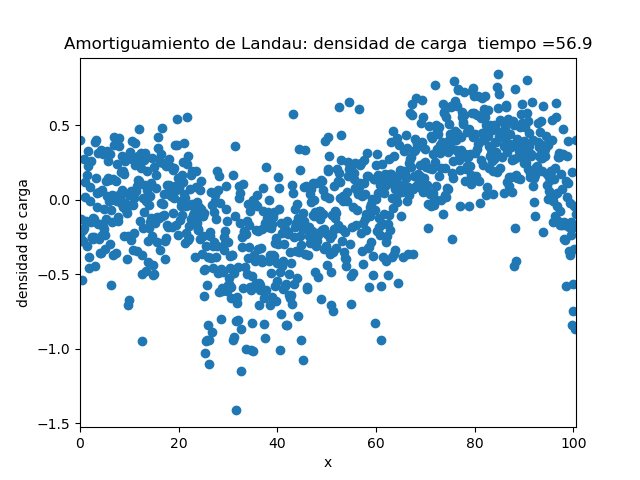 Amortiguamiento de Landau: densidad de carga  tiempo =56.9
densidad de carga
0.5
0.0
−0.5
−1.0
−1.5
0 20 40 60 80 100
x